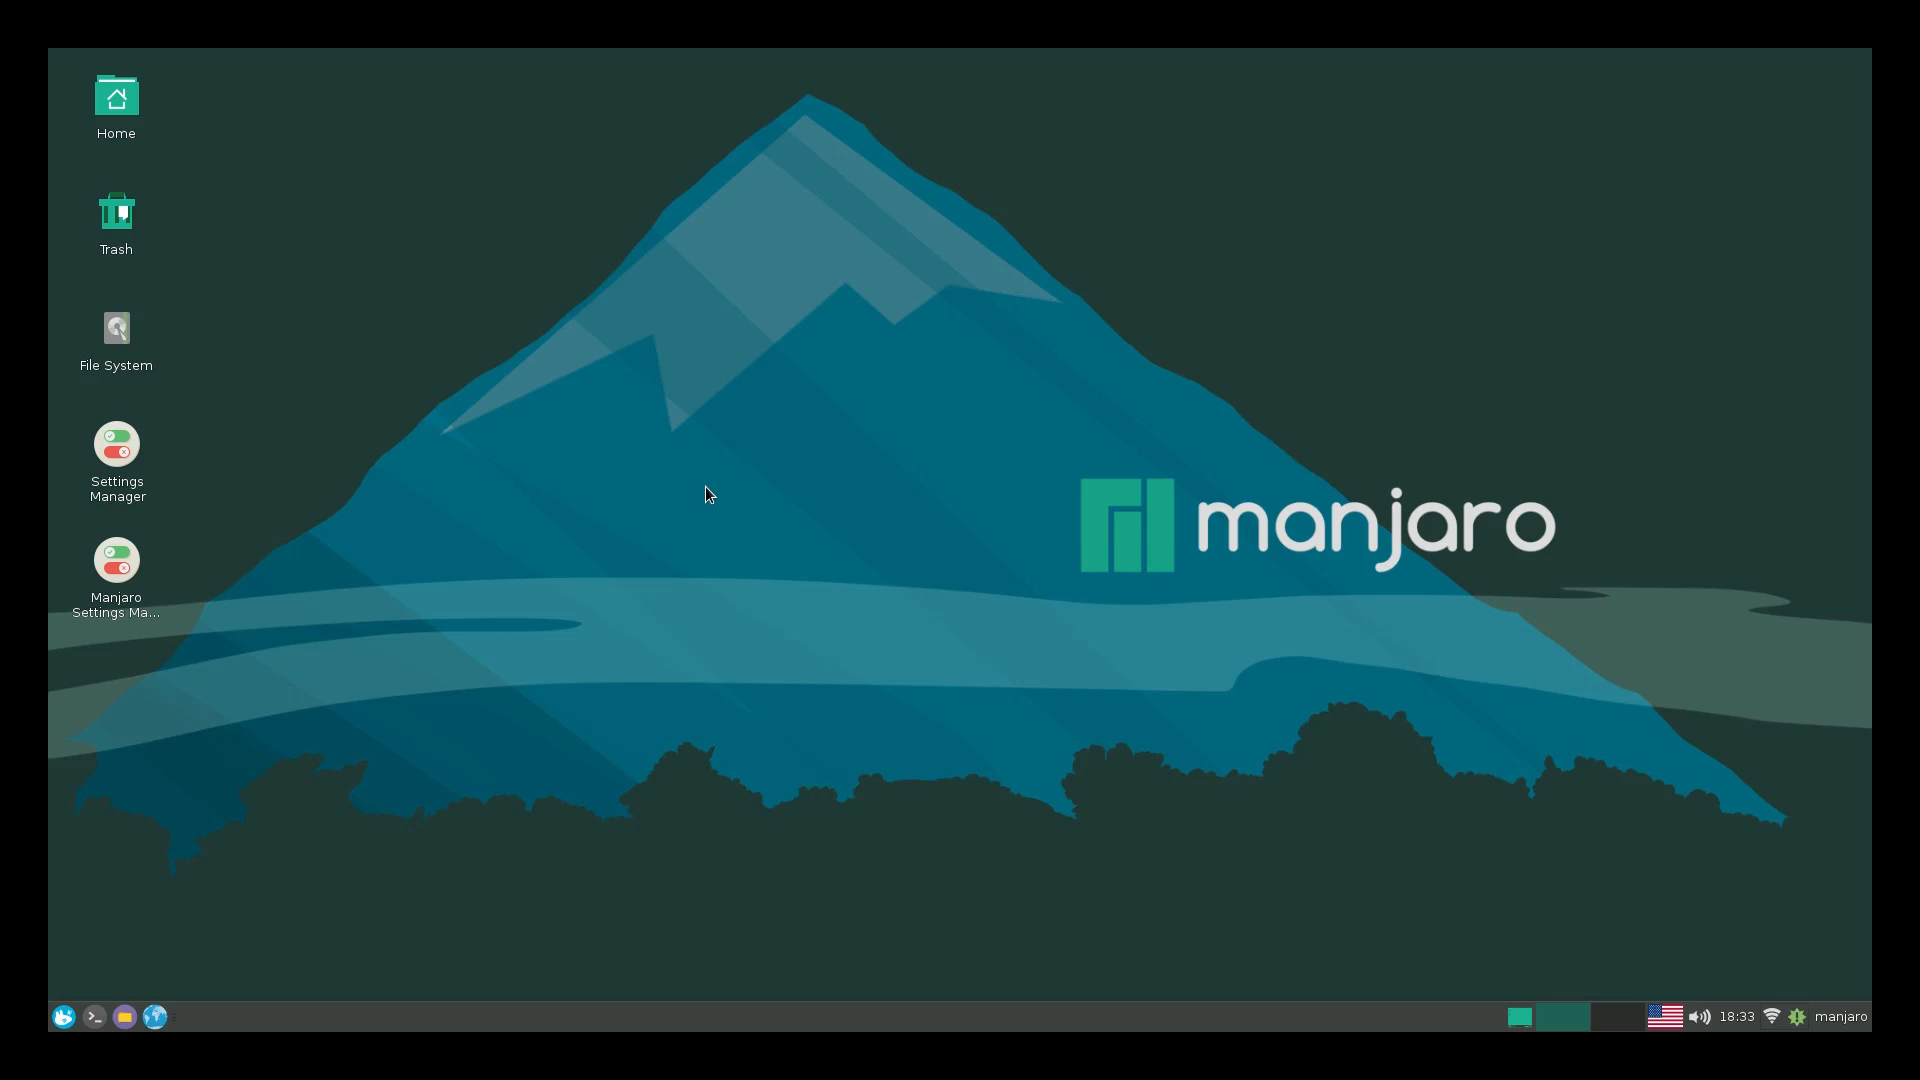 Home
Trash
File System
Settings
Manager
Manjaro
Settings Ma...
manjaro
18:33
manjaro